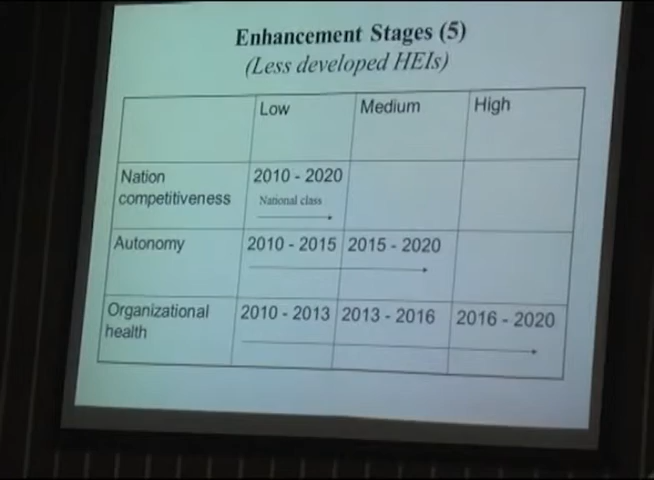 Enhancement Stages (5)
(Less developed HEIs)
Low Medium High
Nation competitiveness 2010 - 2020
National class
Autonomy 2010 - 2015 2015 - 2020
Organizational health 2010 - 2013 2013 - 2016 2016 - 2020